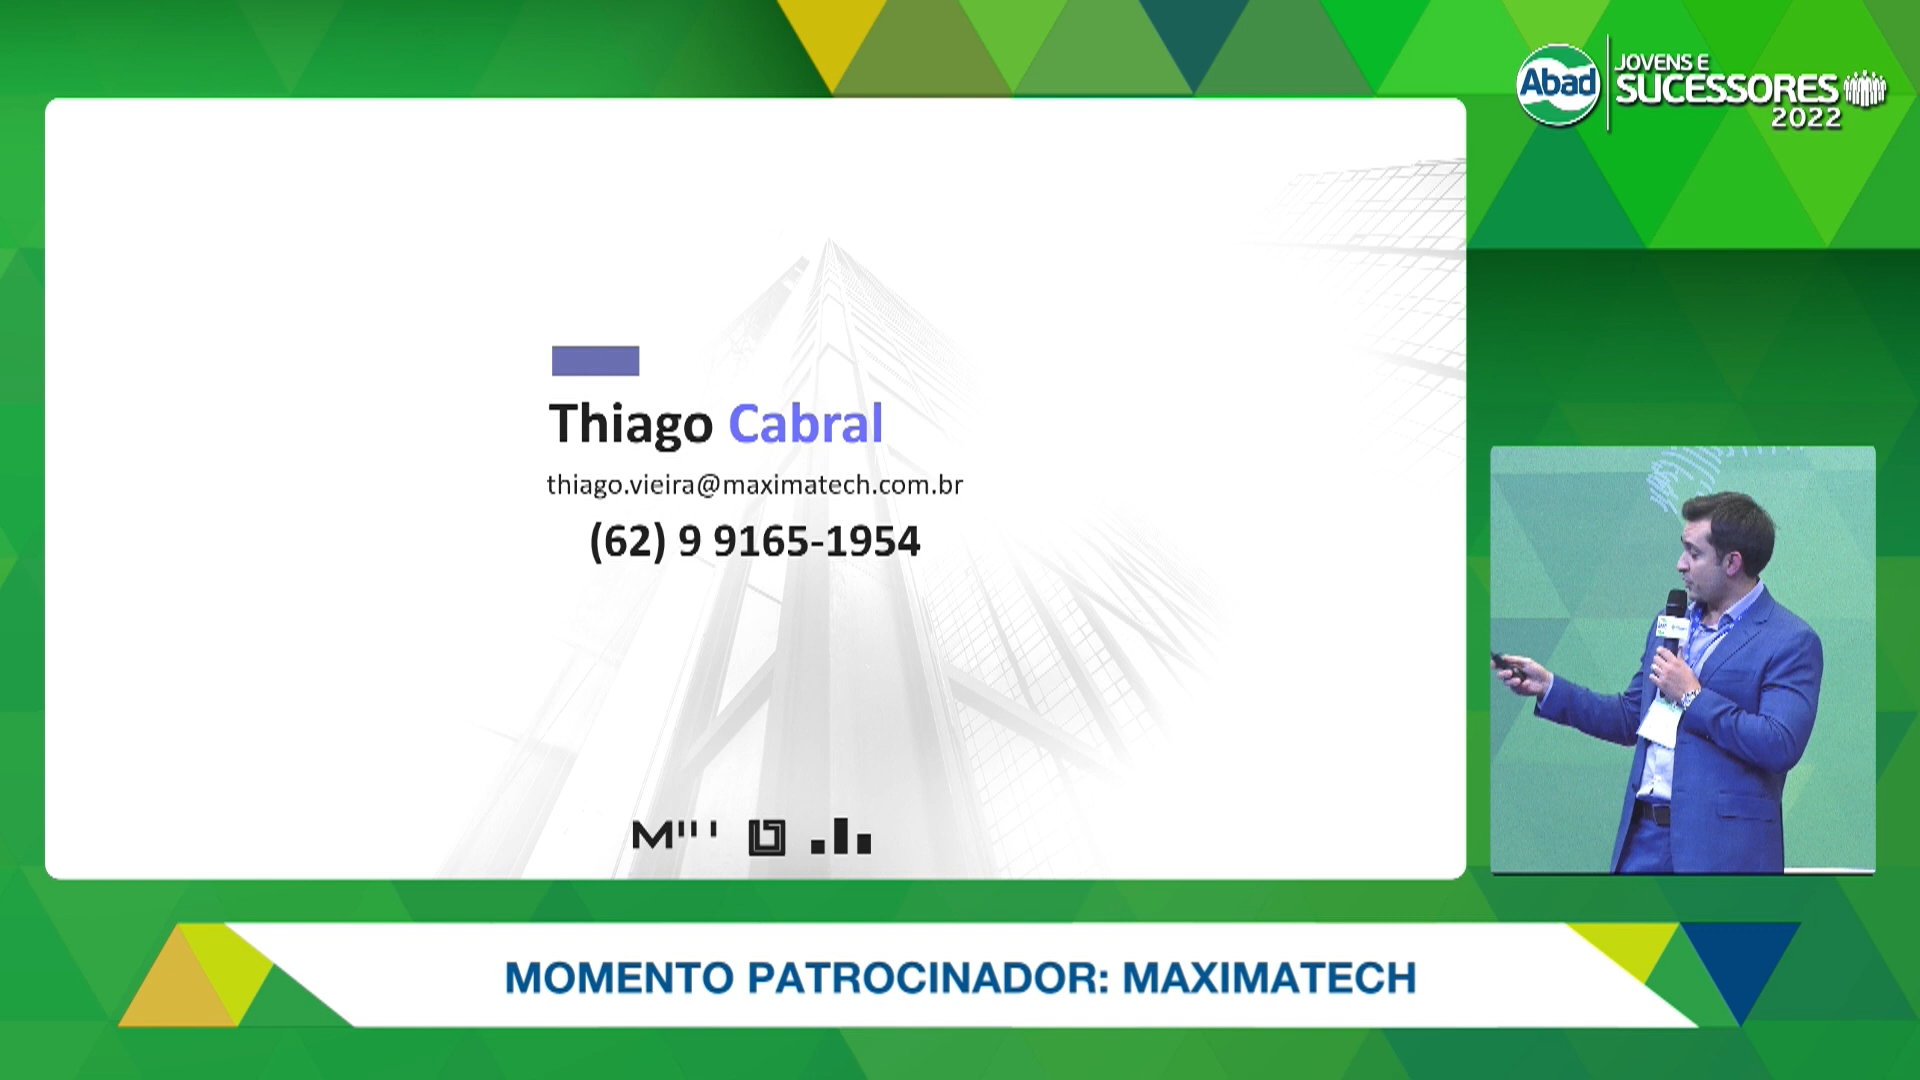 Abad
JOVENS E
SUCESSORES
2022
Thiago Cabral
thiago.vieira@maximatech.com.br
(62) 9 9165-1954
MOMENTO PATROCINADOR: MAXIMATECH